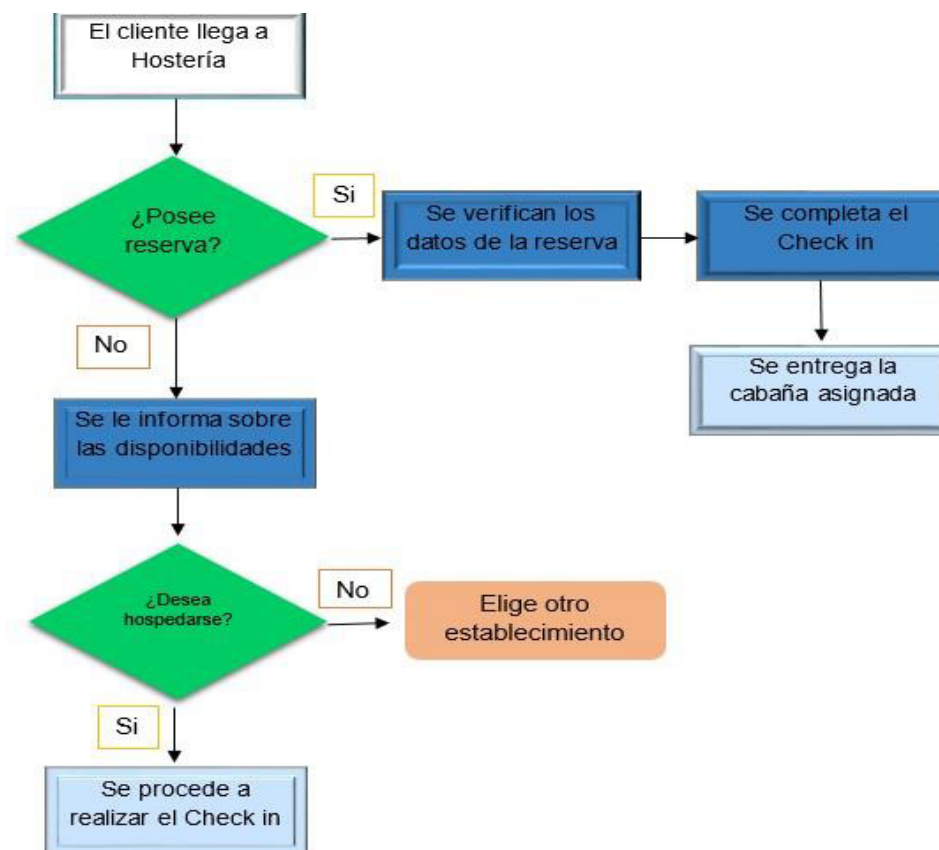 El cliente llega a
Hostería
¿Posee
reserva?
Si
Se verifican los
datos de la reserva
Se completa el
Check in
Se entrega la
cabaña asignada
No
Se le informa sobre
las disponibilidades
¿Desea
hospedarse?
No
Elige otro
establecimiento
Si
Se procede a
realizar el Check in